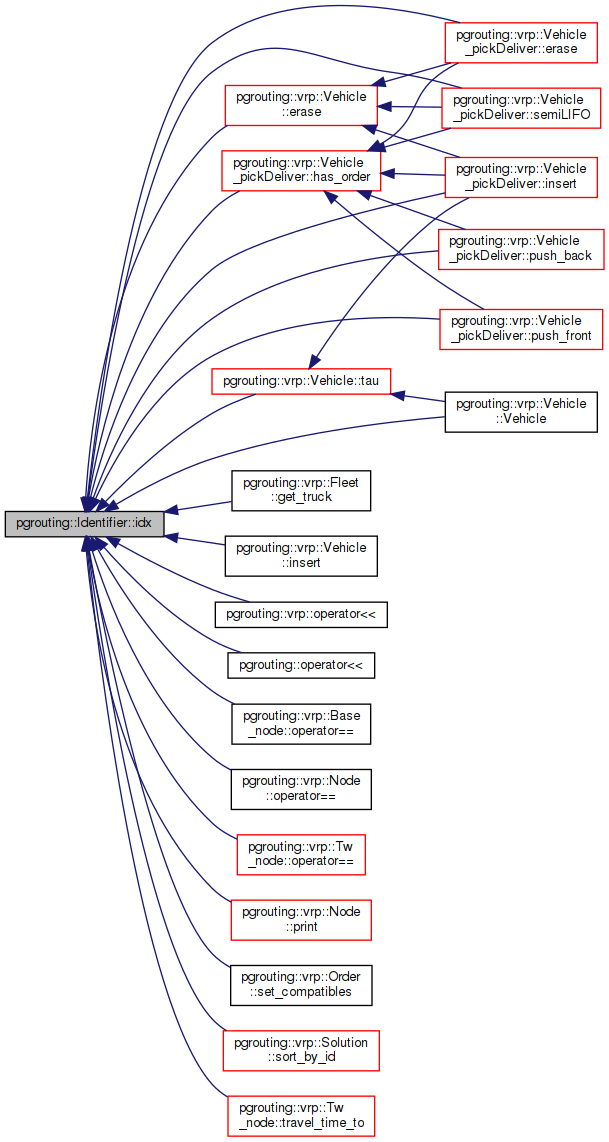 pgrouting::vrp::Vehicle
_pickDeliver::erase
pgrouting::vrp::Vehicle
::erase
pgrouting::vrp::Vehicle
_pickDeliver::semiLIFO
pgrouting::vrp::Vehicle
_pickDeliver::has_order
pgrouting::vrp::Vehicle
_pickDeliver::insert
pgrouting::vrp::Vehicle
_pickDeliver::push_back
pgrouting::vrp::Vehicle
_pickDeliver::push_front
pgrouting::vrp::Vehicle::tau
pgrouting::vrp::Vehicle
::Vehicle
pgrouting::vrp::Fleet
::get_truck
pgrouting::Identifier::idx
pgrouting::vrp::Vehicle
::insert
pgrouting::vrp::operator<<
pgrouting::operator<<
pgrouting::vrp::Base
_node::operator==
pgrouting::vrp::Node
::operator==
pgrouting::vrp::Tw
_node::operator==
pgrouting::vrp::Node
::print
pgrouting::vrp::Order
::set_compatibles
pgrouting::vrp::Solution
::sort_by_id
pgrouting::vrp::Tw
_node::travel_time_to